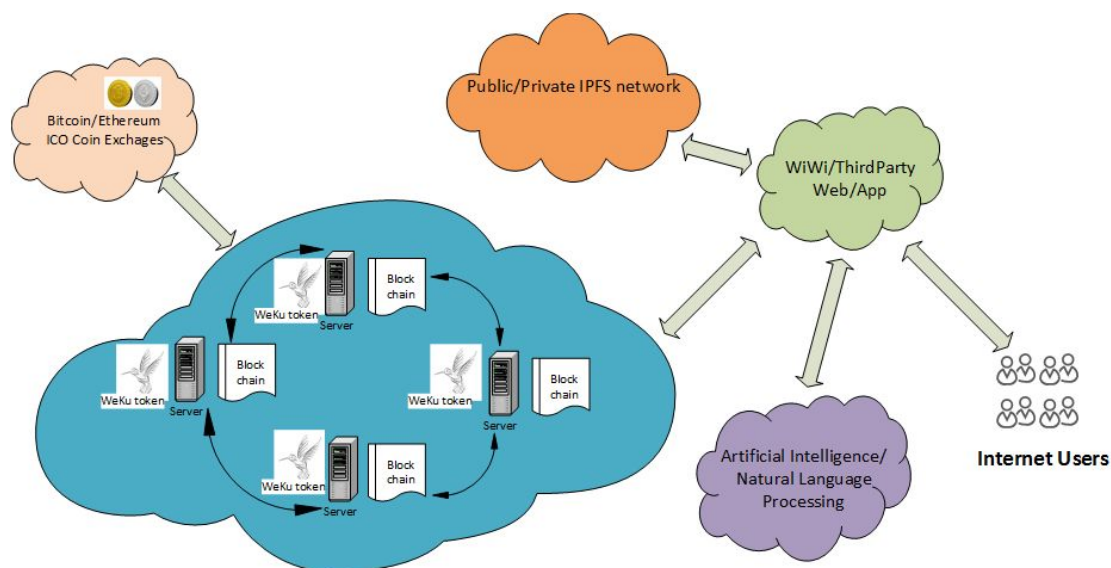 Bitcoin/Ethereum
ICO Coin Exchages
Public/Private IPFS network
WiWi/ThirdParty
Web/App
WeKu token
Server
Block
chain
WeKu token
Server
Block
chain
WeKu token
Server
Block
chain
WeKu token
Server
Block
chain
Artificial Intelligence/
Natural Language
Processing
Internet Users